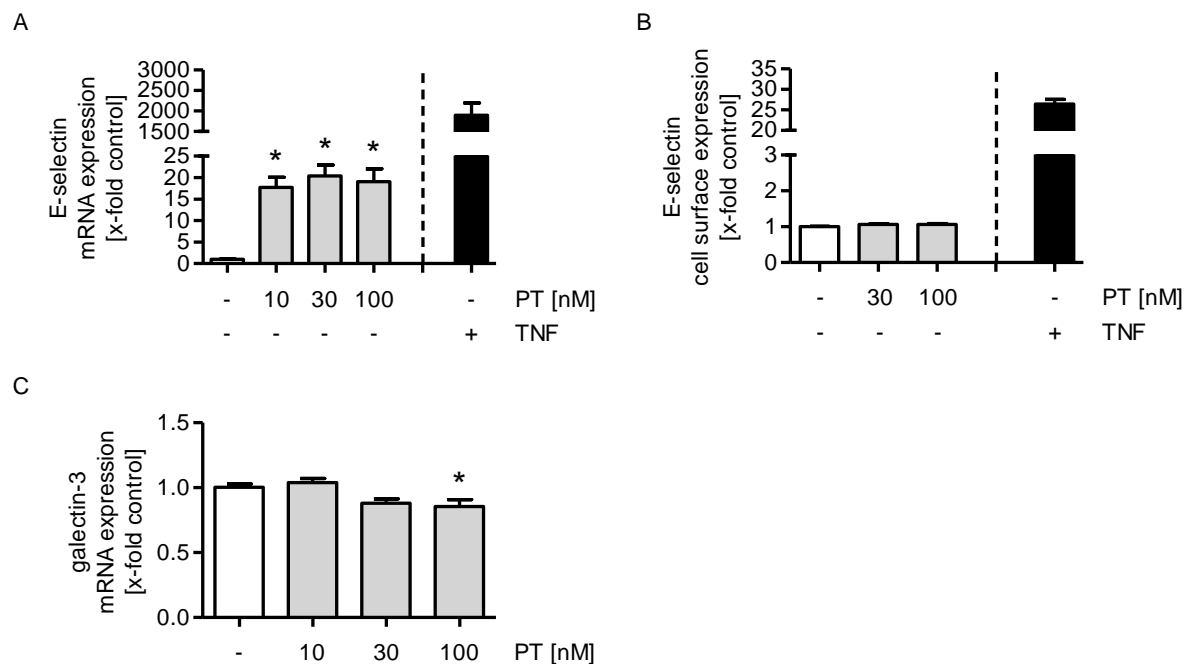 A
E-selectin
mRNA expression
[x-fold control]
3000
2500
2000
1500
25
20
15
10
5
0
* * *
- 10 30 100 - PT [nM]
- - - - + TNF
B
E-selectin
cell surface expression
[x-fold control]
35
30
25
20
3
2
1
0
- 30 100 - PT [nM]
- - - + TNF
C
galectin-3
mRNA expression
[x-fold control]
1.5
1.0
0.5
0.0
*
- 10 30 100 PT [nM]